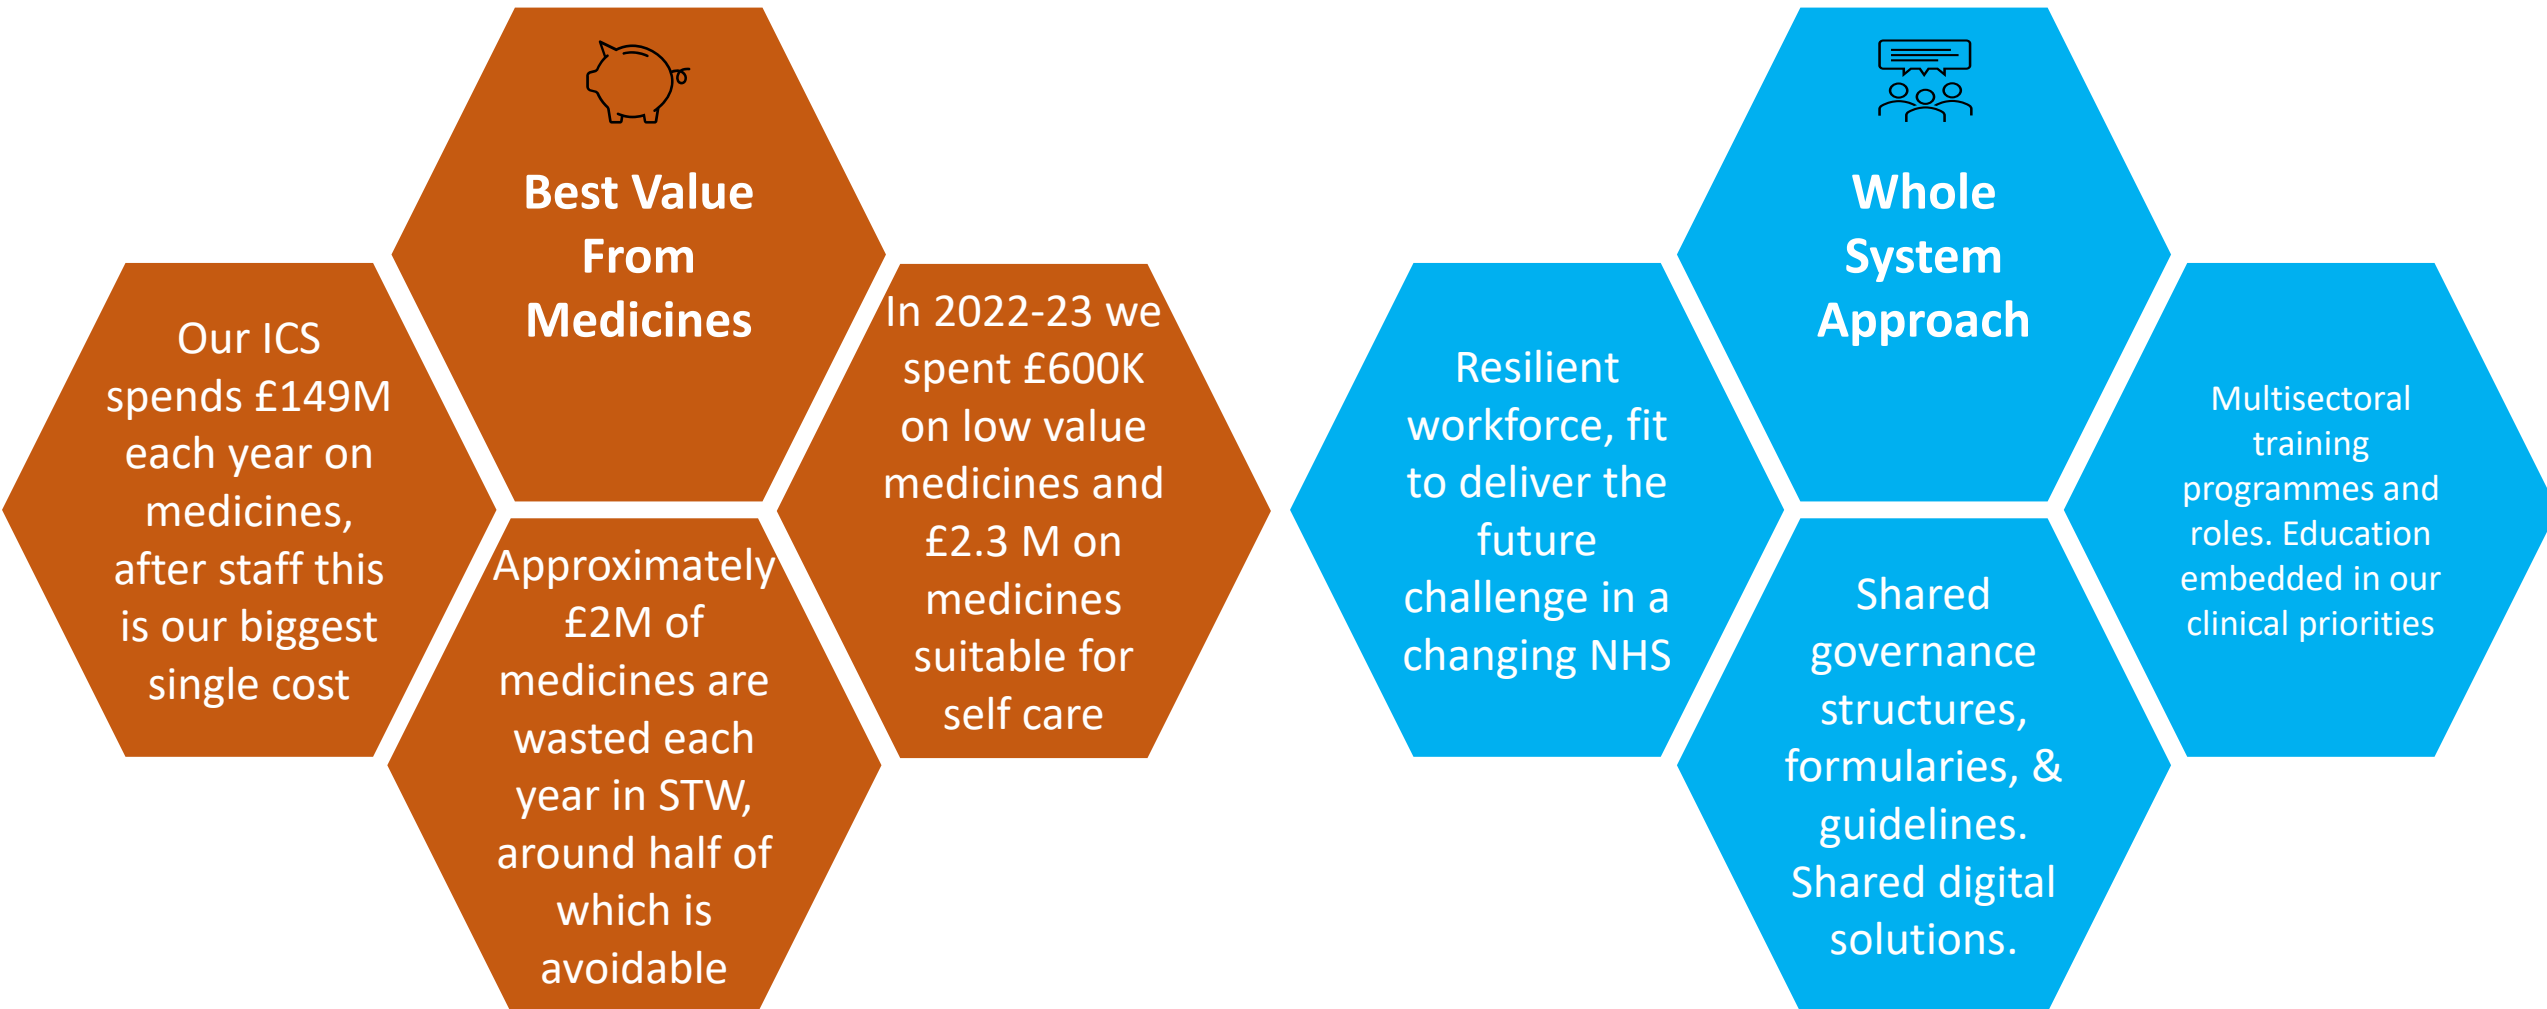 Best Value
From
Medicines
Our ICS
spends £149M
each year on
medicines,
after staff this
is our biggest
single cost
Approximately
£2M of
medicines are
wasted each
year in STW,
around half of
which is
avoidable
In 2022-23 we
spent £600K
on low value
medicines and
£2.3 M on
medicines
suitable for
self care
Whole
System
Approach
Resilient
workforce, fit
to deliver the
future
challenge in a
changing NHS
Shared
governance
structures,
formularies, &
guidelines.
Shared digital
solutions.
Multisectoral
training
programmes and
roles. Education
embedded in our
clinical priorities